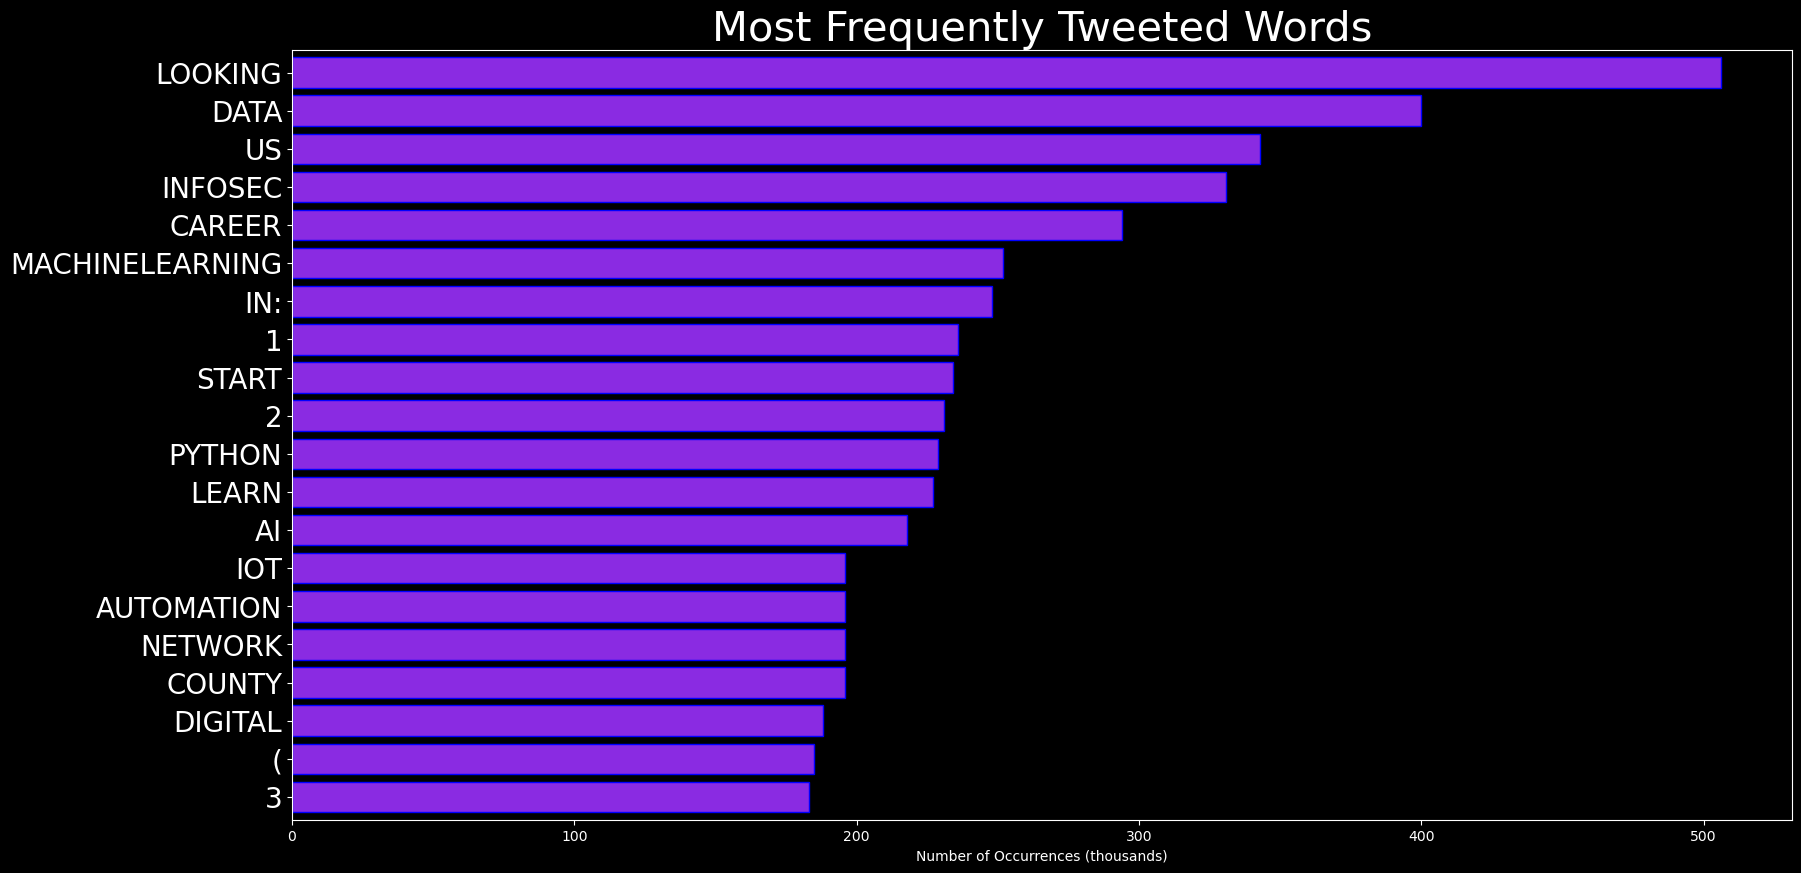 Most Frequently Tweeted Words
LOOKING
DATA
US
INFOSEC
CAREER
MACHINELEARNING
IN:
1
START
2
PYTHON
LEARN
AI
IOT
AUTOMATION
NETWORK
COUNTY
DIGITAL
(
3
0 100 200 300 400 500
Number of Occurrences (thousands)